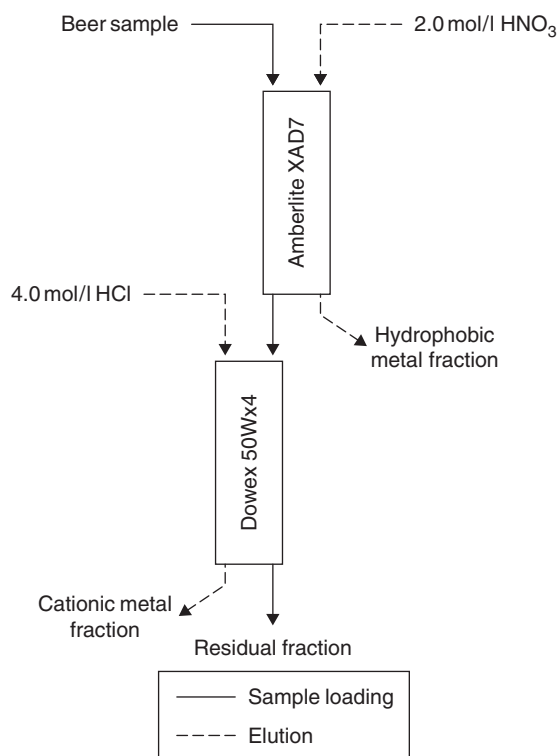 Beer sample
2.0 mol/l HNO₃
Amberlite XAD7
4.0 mol/l HCl
Hydrophobic
metal fraction
Dowex 50Wx4
Cationic metal
fraction
Residual fraction
Sample loading
Elution